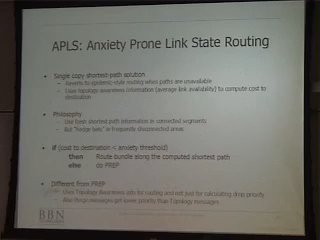 APLS: Anxiety Prone Link State Routing
• Single copy shortest-path solution
– Reverts to epidemic-style routing when paths are unavailable
– Uses topology awareness information (average link availability) to compute cost to
destination
• Philosophy
– Use fresh shortest path information in connected segments
– But "hedge bets" in frequently disconnected areas
• If (cost to destination < anxiety threshold)
then Route bundle along the computed shortest path
else do PREP
• Different from PREP
– Uses Topology Awareness info for routing and not just for calculating drop priority
– Also Purge messages get lower priority than Topology messages
BBN